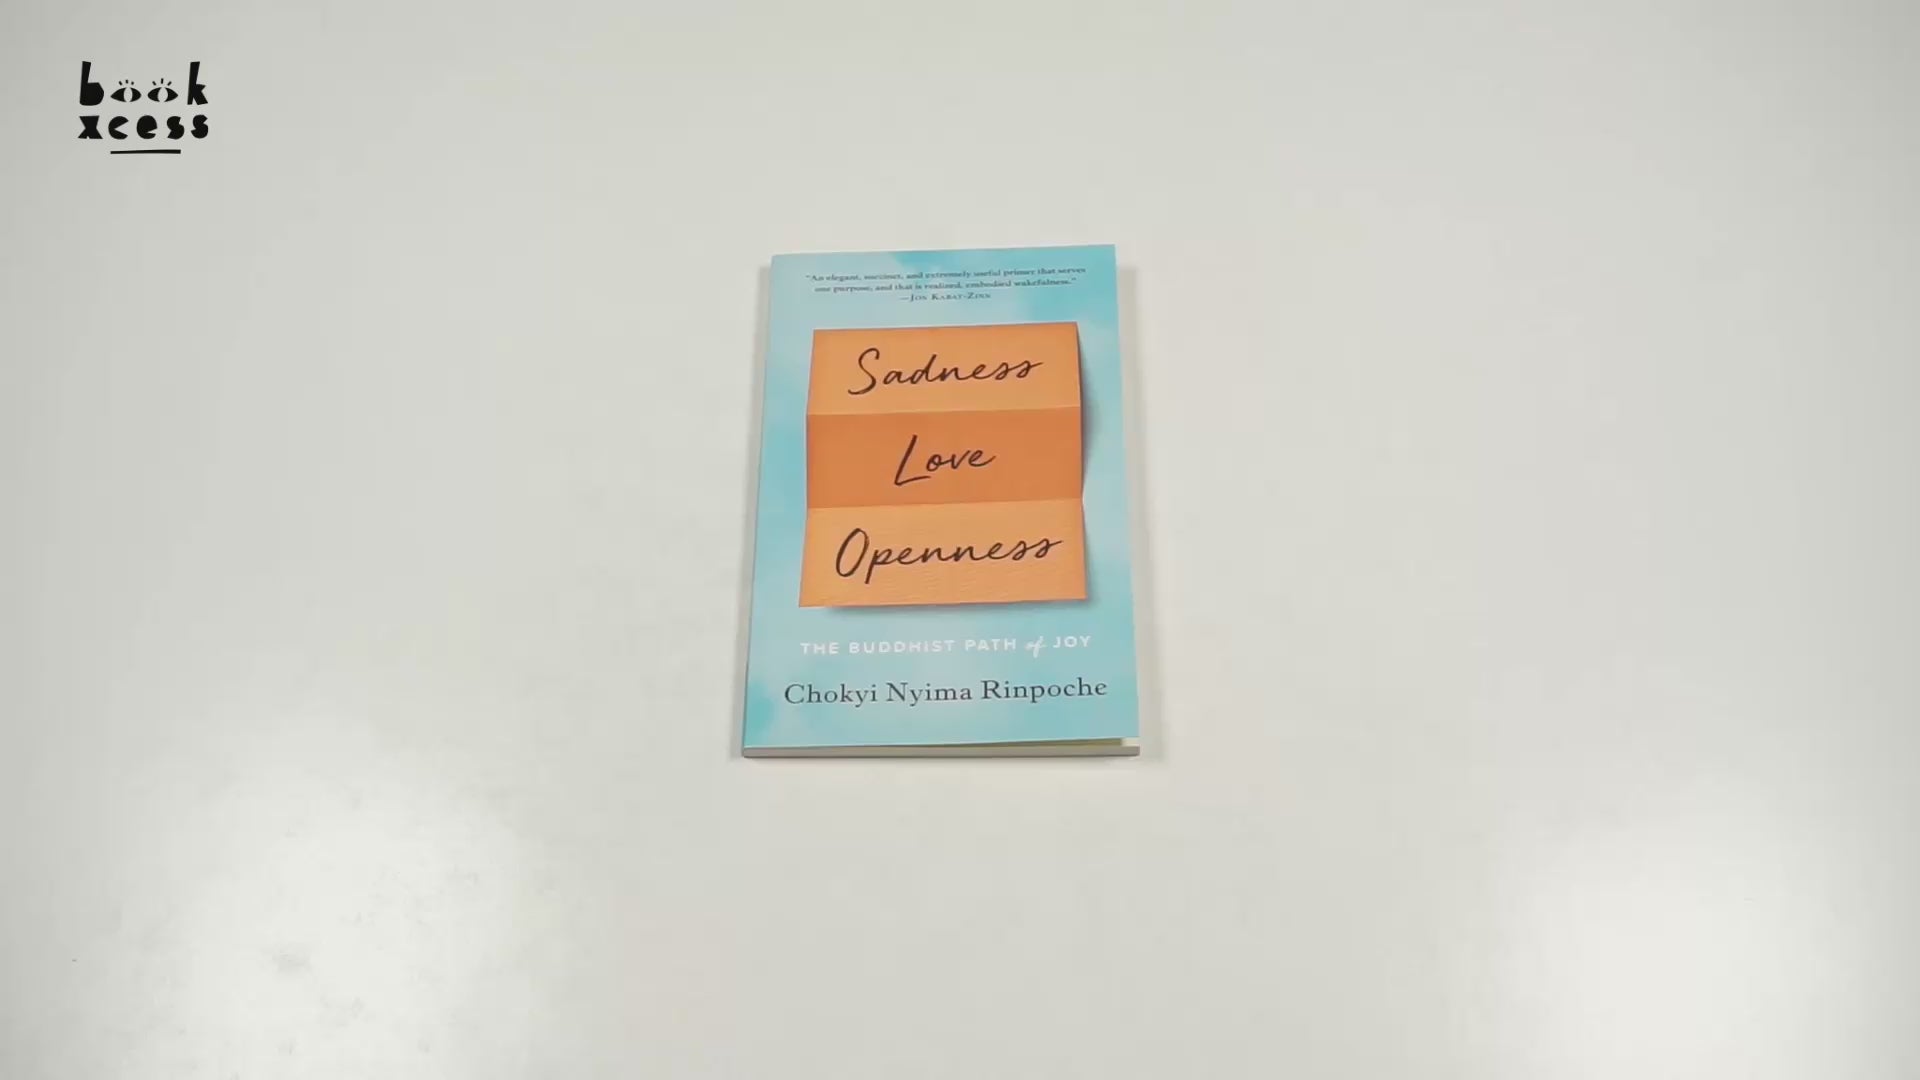 book
xcess
"An elegant, succinct, and extremely useful primer that serves
one purpose, and that is realized, embodied wakefulness."
—Jon Kabat-Zinn
Sadness
Love
Openness
THE BUDDHIST PATH of JOY
Chokyi Nyima Rinpoche